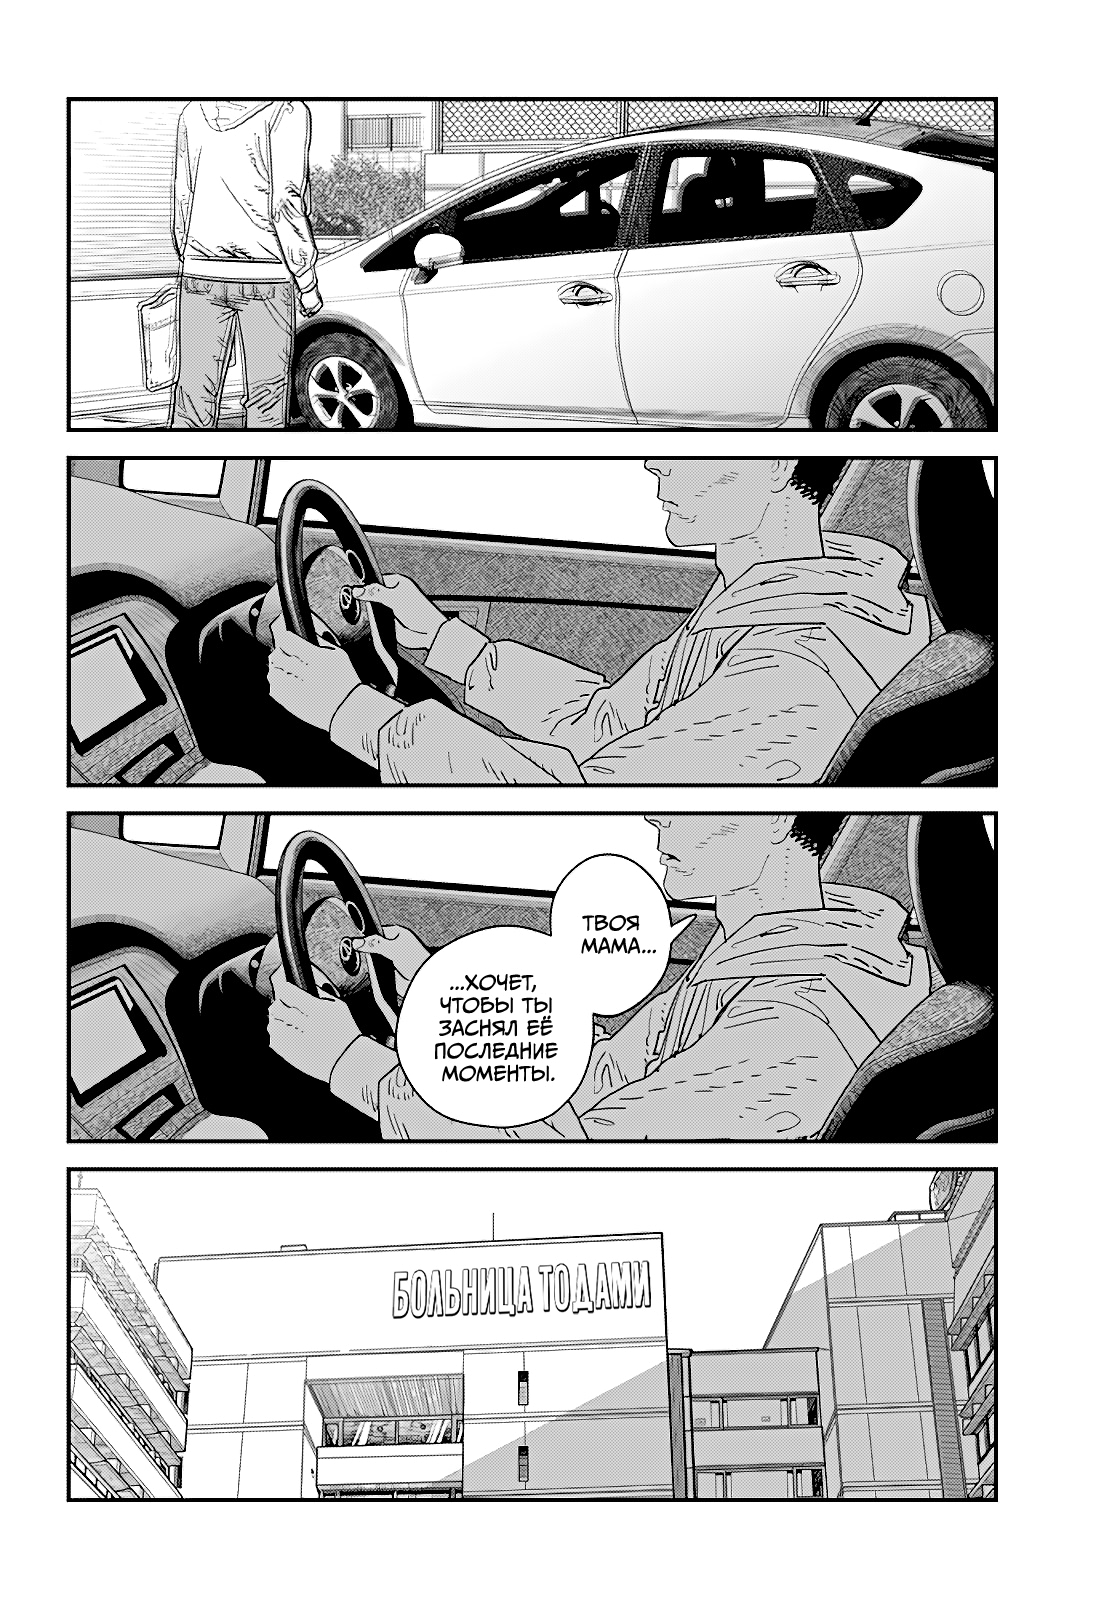 ТВОЯ
МАМА...
...ХОЧЕТ,
ЧТОБЫ ТЫ
ЗАСНЯЛ ЕЁ
ПОСЛЕДНИЕ
МОМЕНТЫ.
БОЛЬНИЦА ТОДАМИ